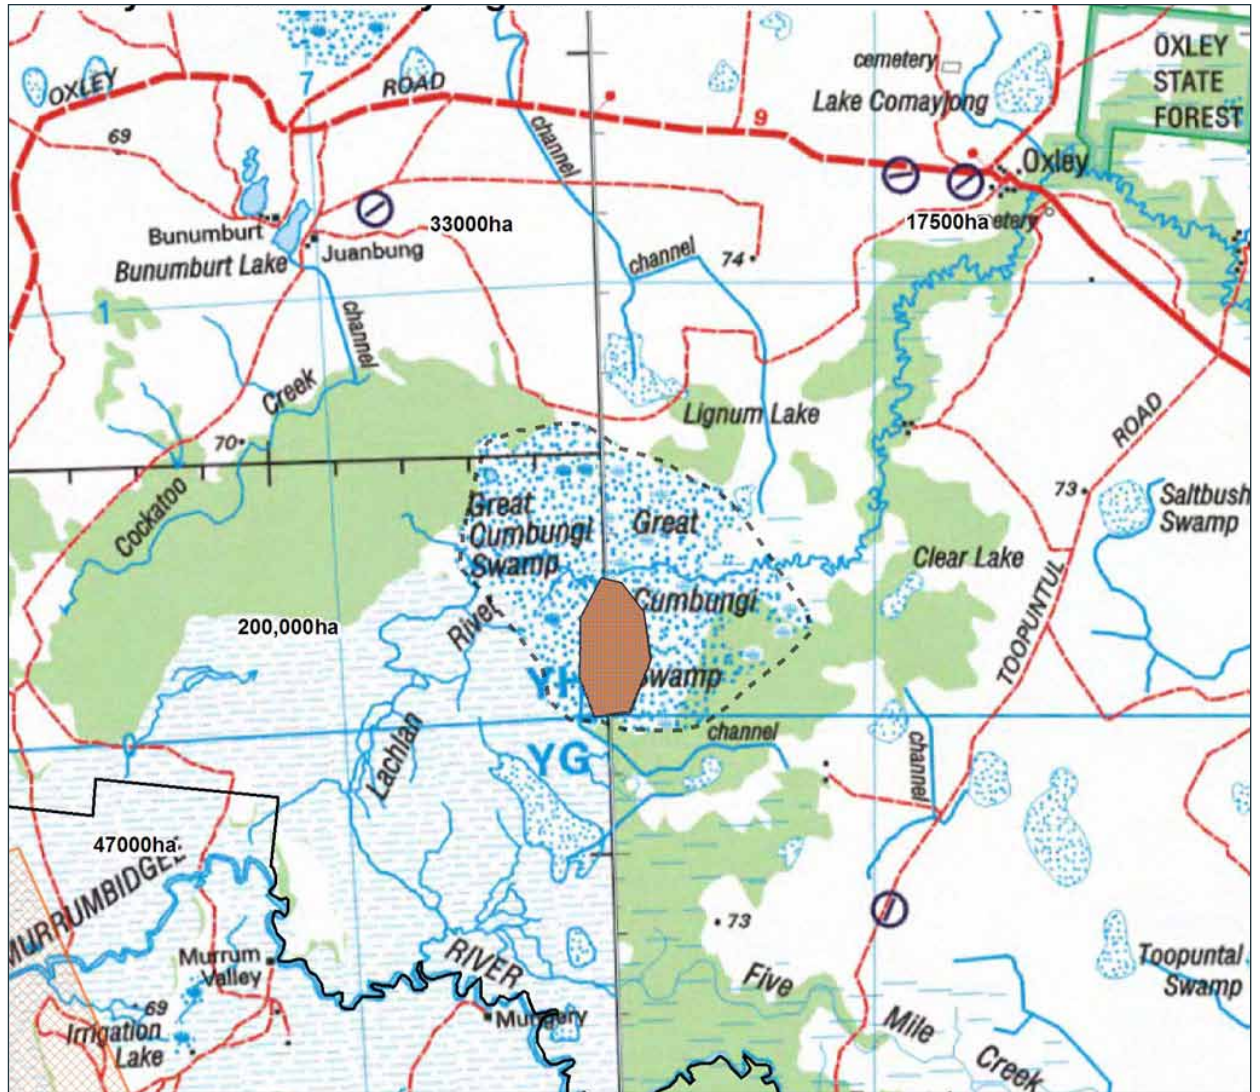 OXLEY
STATE
FOREST
cemetery
Lake Comayjong
OXLEY
ROAD
7
9
69
channel
Oxley
33000ha
17500ha
etery
Bunumburt
Juanbung
Bunumburt Lake
channel
74
1
channel
Creek
Lignum Lake
ROAD
70
Cockatoo
73
Saltbush
Swamp
3
Great
Cumbungi
Swamp
Great
Clear Lake
Cumbungi
River
200,000ha
TOOPUNTUL
YH
Swamp
channel
channel
Lachlan
YG
47000ha
MURRUMBIDGEE
73
RIVER
Murrum
Valley
Five
Toopuntal
Swamp
69
Irrigation
Lake
Mungery
Mile
Creek